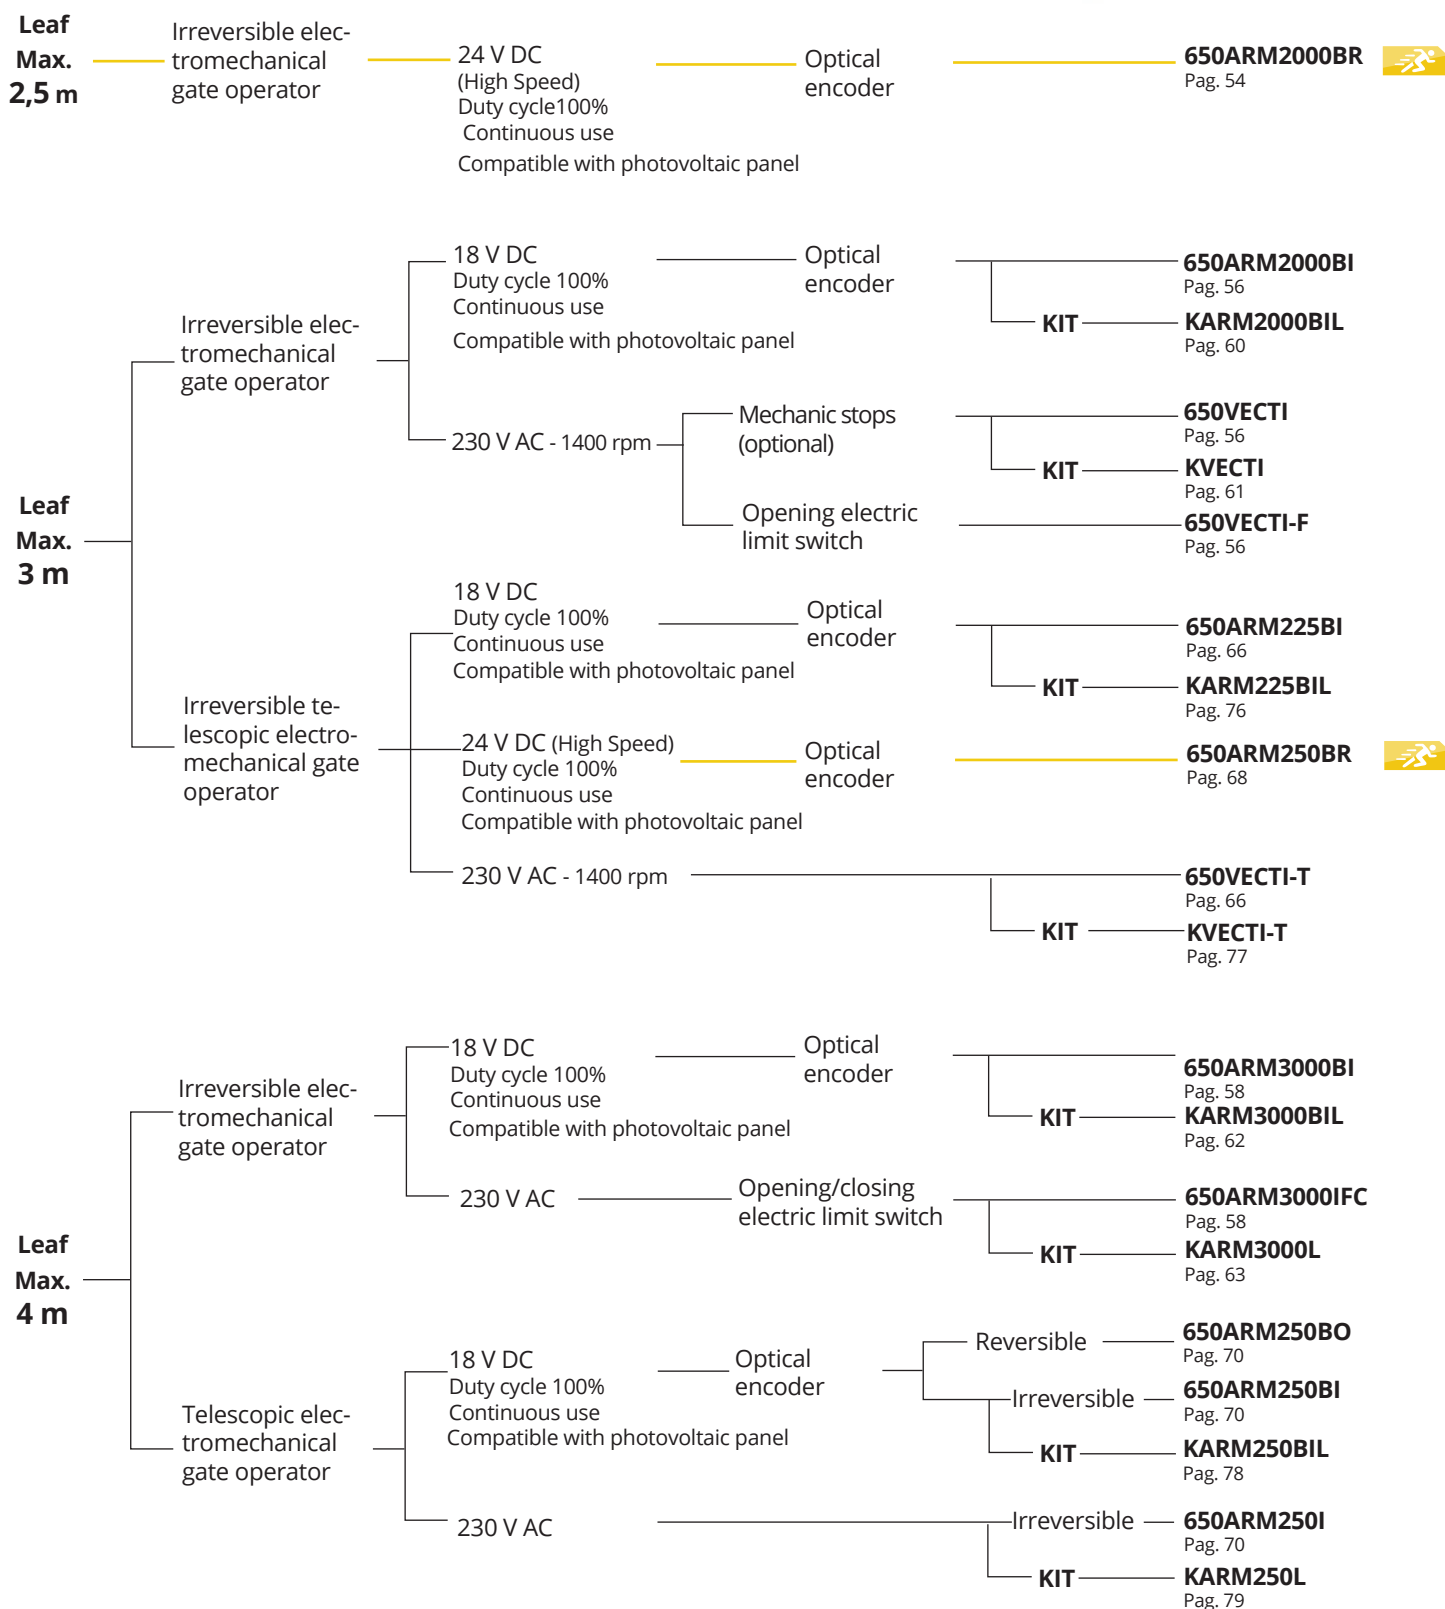 Leaf
Max.
2,5 m
Irreversible elec-
tromechanical
gate operator
24 V DC
(High Speed)
Duty cycle100%
Continuous use
Compatible with photovoltaic panel
Optical
encoder
650ARM2000BR
Pag. 54
Leaf
Max.
3 m
Irreversible elec-
tromechanical
gate operator
18 V DC
Duty cycle 100%
Continuous use
Compatible with photovoltaic panel
Optical
encoder
650ARM2000BI
Pag. 56
KIT
KARM2000BIL
Pag. 60
230 V AC - 1400 rpm
Mechanic stops
(optional)
650VECTI
Pag. 56
KIT
KVECTI
Pag. 61
Opening electric
limit switch
650VECTI-F
Pag. 56
Irreversible te-
lescopic electro-
mechanical gate
operator
18 V DC
Duty cycle 100%
Continuous use
Compatible with photovoltaic panel
Optical
encoder
650ARM225BI
Pag. 66
KIT
KARM225BIL
Pag. 76
24 V DC (High Speed)
Duty cycle 100%
Continuous use
Compatible with photovoltaic panel
Optical
encoder
650ARM250BR
Pag. 68
230 V AC - 1400 rpm
650VECTI-T
Pag. 66
KIT
KVECTI-T
Pag. 77
Leaf
Max.
4 m
Irreversible elec-
tromechanical
gate operator
18 V DC
Duty cycle 100%
Continuous use
Compatible with photovoltaic panel
Optical
encoder
650ARM3000BI
Pag. 58
KIT
KARM3000BIL
Pag. 62
230 V AC
Opening/closing
electric limit switch
650ARM3000IFC
Pag. 58
KIT
KARM3000L
Pag. 63
Telescopic elec-
tromechanical
gate operator
18 V DC
Duty cycle 100%
Continuous use
Compatible with photovoltaic panel
Optical
encoder
Reversible
650ARM250BO
Pag. 70
Irreversible
650ARM250BI
Pag. 70
KIT
KARM250BIL
Pag. 78
230 V AC
Irreversible
650ARM250I
Pag. 70
KIT
KARM250L
Pag. 79